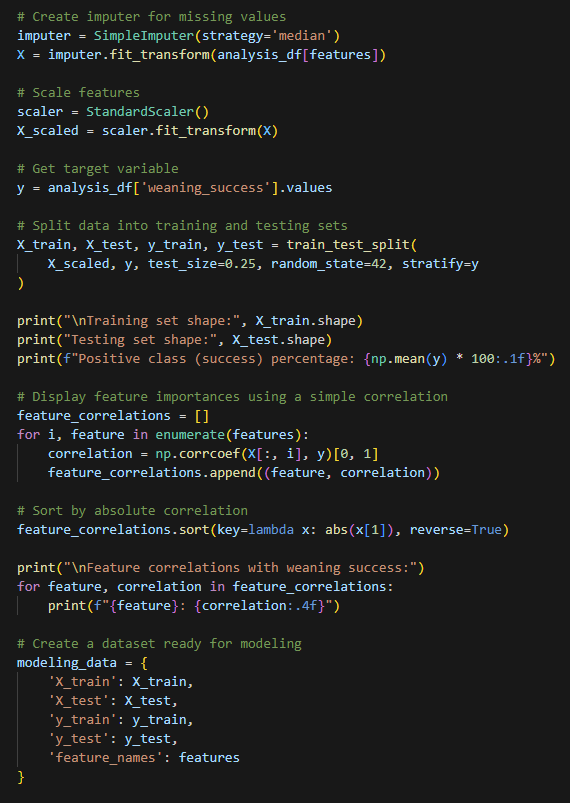 # Create imputer for missing values
imputer = SimpleImputer(strategy='median')
X = imputer.fit_transform(analysis_df[features])

# Scale features
scaler = StandardScaler()
X_scaled = scaler.fit_transform(X)

# Get target variable
y = analysis_df['weaning_success'].values

# Split data into training and testing sets
X_train, X_test, y_train, y_test = train_test_split(
    X_scaled, y, test_size=0.25, random_state=42, stratify=y
)

print("\nTraining set shape:", X_train.shape)
print("Testing set shape:", X_test.shape)
print(f"Positive class (success) percentage: {np.mean(y) * 100:.1f}%")

# Display feature importances using a simple correlation
feature_correlations = []
for i, feature in enumerate(features):
    correlation = np.corrcoef(X[:, i], y)[0, 1]
    feature_correlations.append((feature, correlation))

# Sort by absolute correlation
feature_correlations.sort(key=lambda x: abs(x[1]), reverse=True)

print("\nFeature correlations with weaning success:")
for feature, correlation in feature_correlations:
    print(f"{feature}: {correlation:.4f}")

# Create a dataset ready for modeling
modeling_data = {
    'X_train': X_train,
    'X_test': X_test,
    'y_train': y_train,
    'y_test': y_test,
    'feature_names': features
}